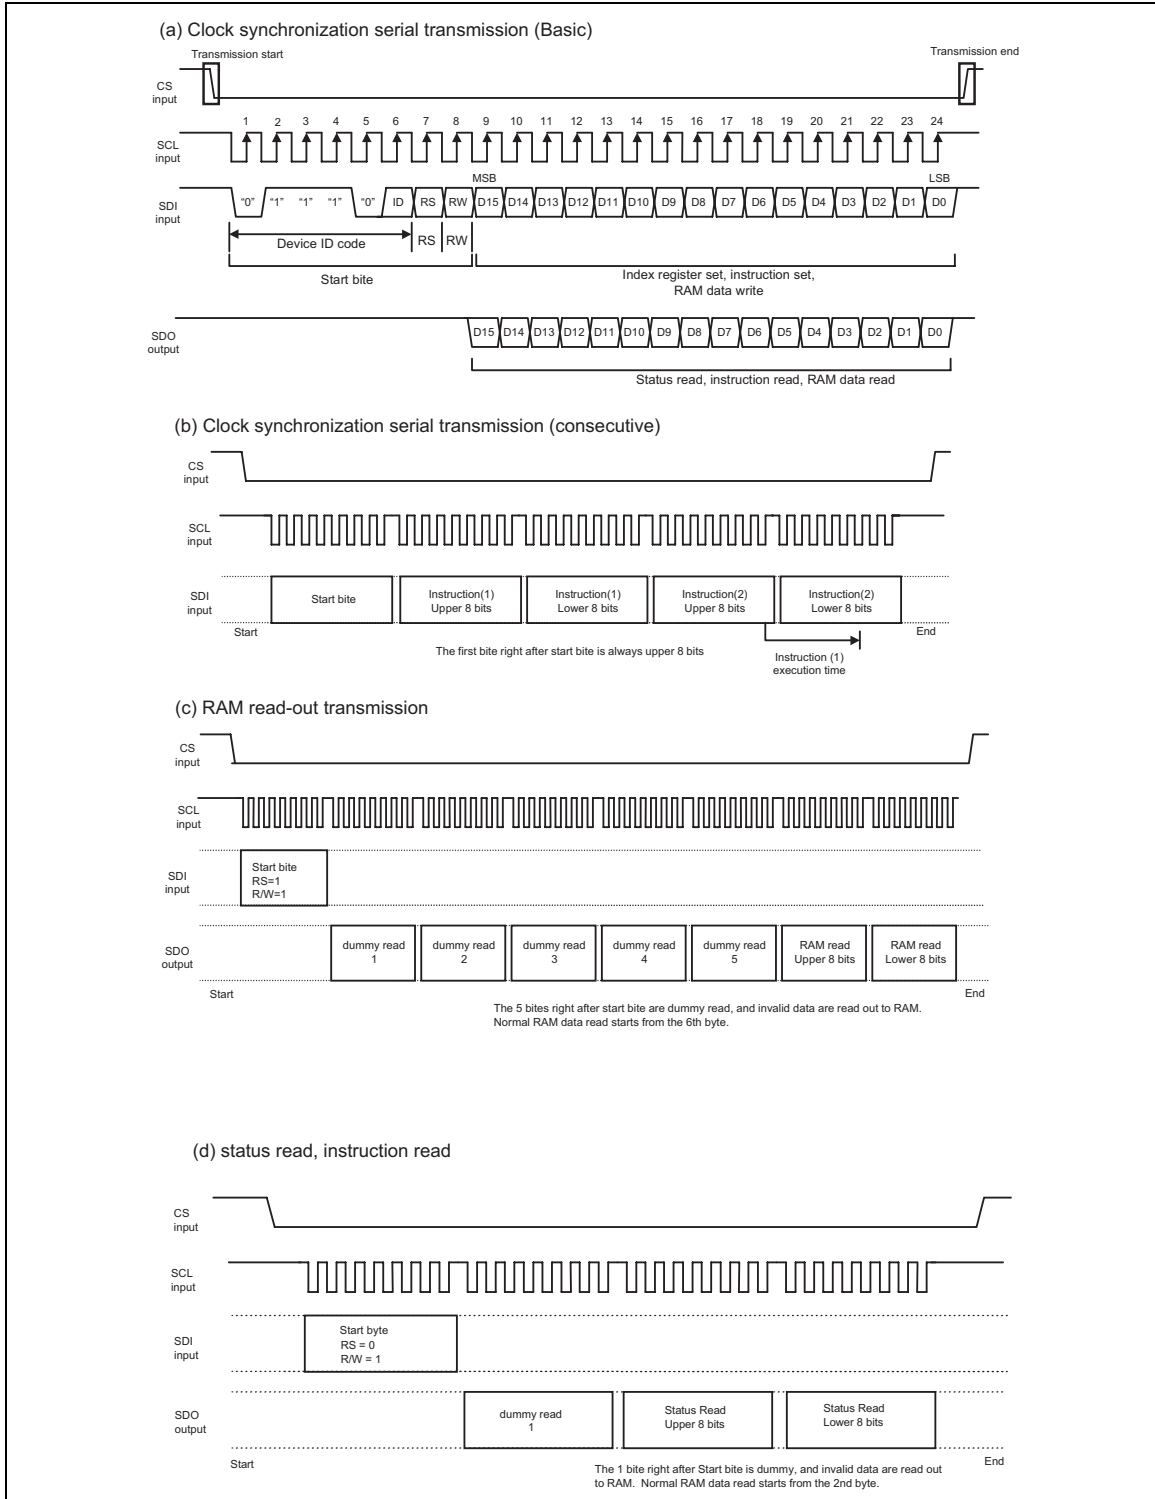 (a) Clock synchronization serial transmission (Basic)
Transmission start
Transmission end
CS
input
1 2 3 4 5 6 7 8 9 10 11 12 13 14 15 16 17 18 19 20 21 22 23 24
SCL
input
MSB
LSB
SDI
input
“0” “1” “1” “1” “0” ID RS RW D15 D14 D13 D12 D11 D10 D9 D8 D7 D6 D5 D4 D3 D2 D1 D0
Device ID code
RS
RW
Start bite
Index register set, instruction set,
RAM data write
SDO
output
D15 D14 D13 D12 D11 D10 D9 D8 D7 D6 D5 D4 D3 D2 D1 D0
Status read, instruction read, RAM data read
(b) Clock synchronization serial transmission (consecutive)
CS
input
SCL
input
SDI
input
Start bite
Instruction(1)
Upper 8 bits
Instruction(1)
Lower 8 bits
Instruction(2)
Upper 8 bits
Instruction(2)
Lower 8 bits
Start
End
The first bite right after start bite is always upper 8 bits
Instruction (1)
execution time
(c) RAM read-out transmission
CS
input
SCL
input
SDI
input
Start bite
RS=1
R/W=1
SDO
output
dummy read
1
dummy read
2
dummy read
3
dummy read
4
dummy read
5
RAM read
Upper 8 bits
RAM read
Lower 8 bits
Start
End
The 5 bites right after start bite are dummy read, and invalid data are read out to RAM.
Normal RAM data read starts from the 6th byte.
(d) status read, instruction read
CS
input
SCL
input
SDI
input
Start byte
RS = 0
R/W = 1
SDO
output
dummy read
1
Status Read
Upper 8 bits
Status Read
Lower 8 bits
Start
End
The 1 bite right after Start bite is dummy, and invalid data are read out
to RAM. Normal RAM data read starts from the 2nd byte.